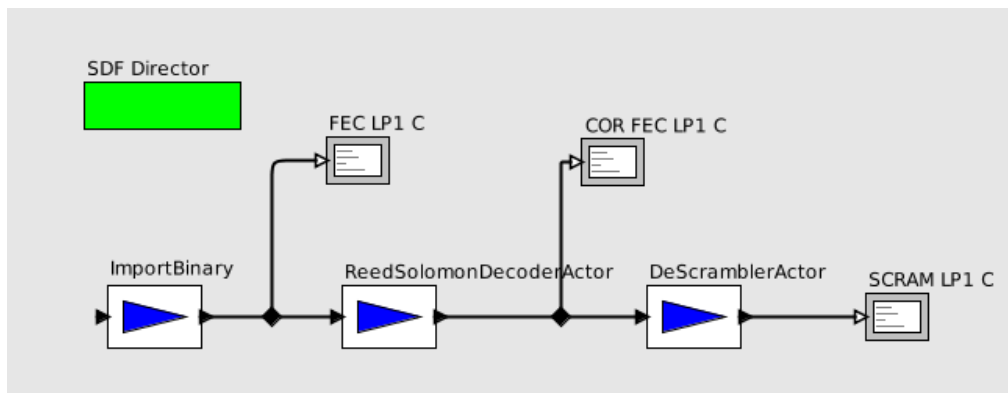 SDF Director
FEC LP1 C
COR FEC LP1 C
ImportBinary
ReedSolomonDecoderActor
DeScramblerActor
SCRAM LP1 C